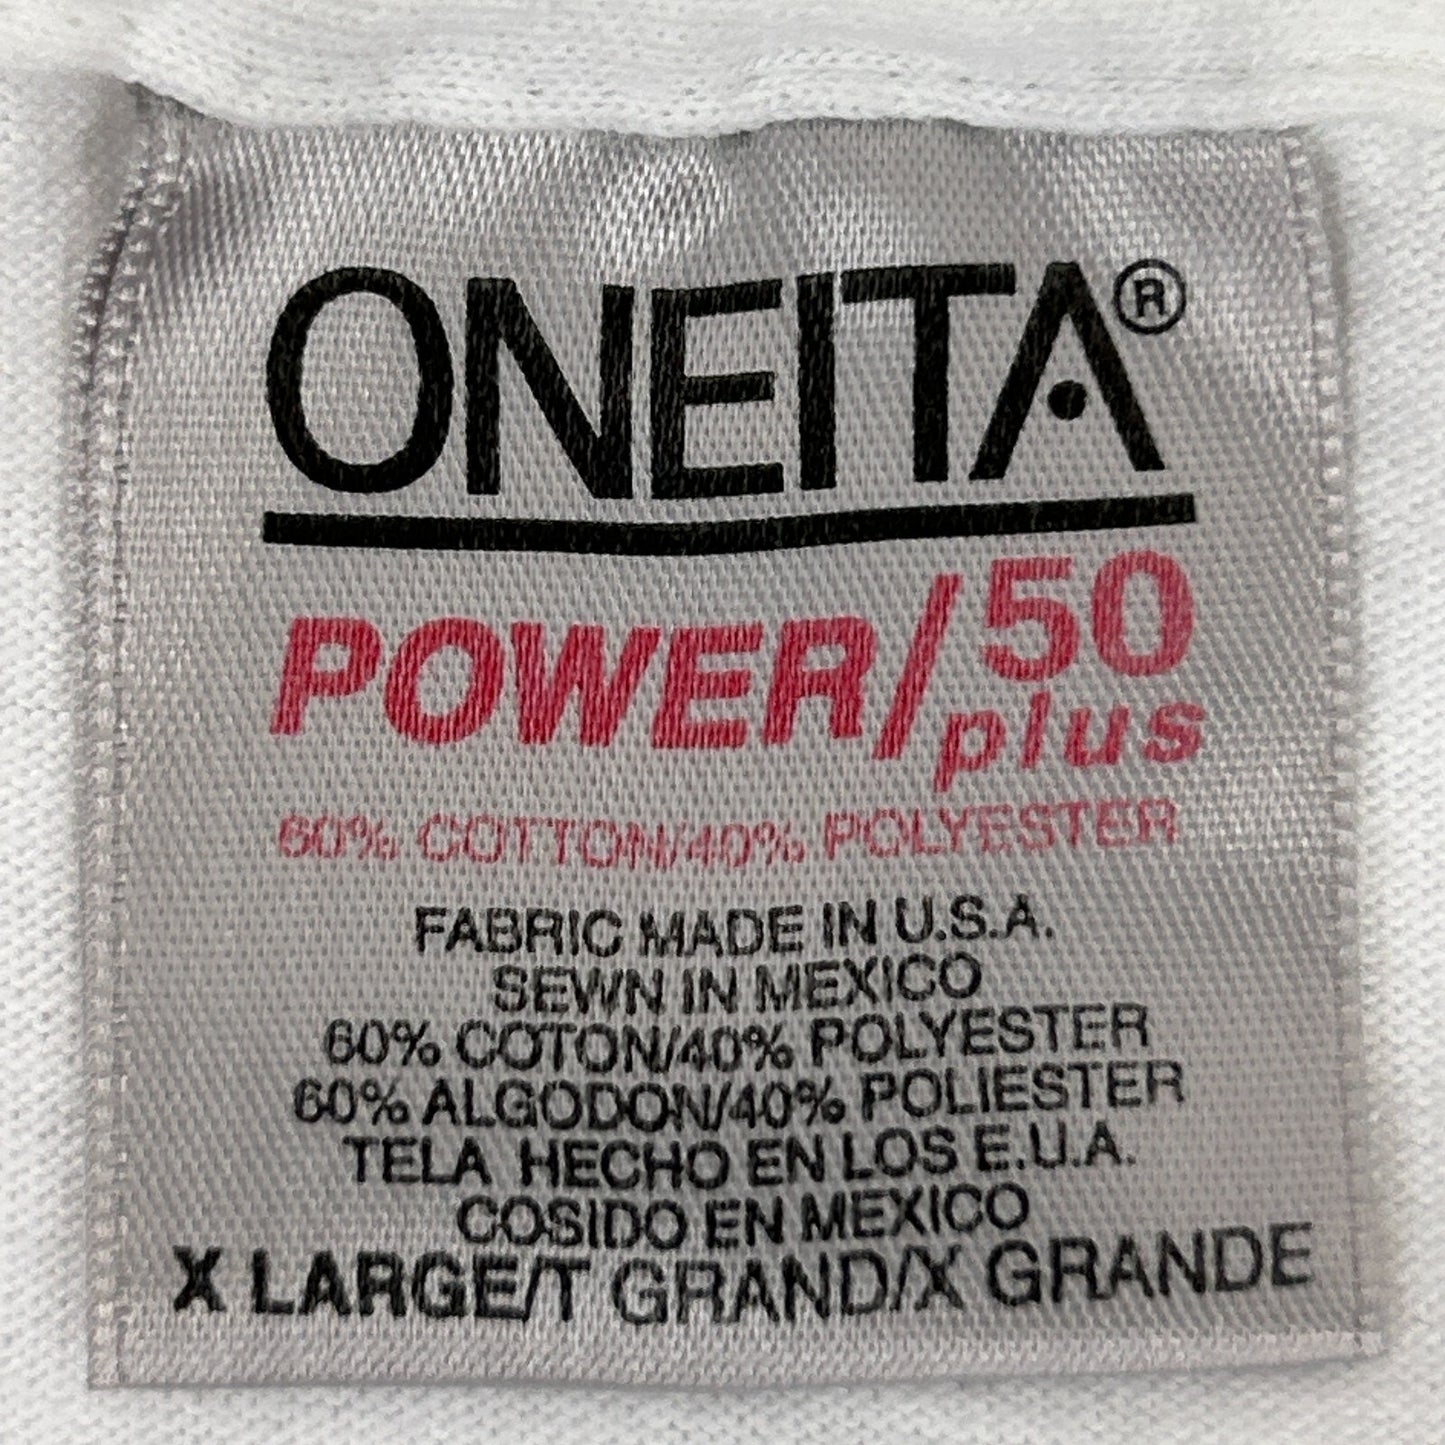 ONEITA®
POWER/50 plus
60% COTTON/40% POLYESTER
FABRIC MADE IN U.S.A.
SEWN IN MEXICO
60% COTON/40% POLYESTER
60% ALGODON/40% POLIESTER
TELA HECHO EN LOS E.U.A.
COSIDO EN MEXICO
X LARGE/T GRAND/X GRANDE